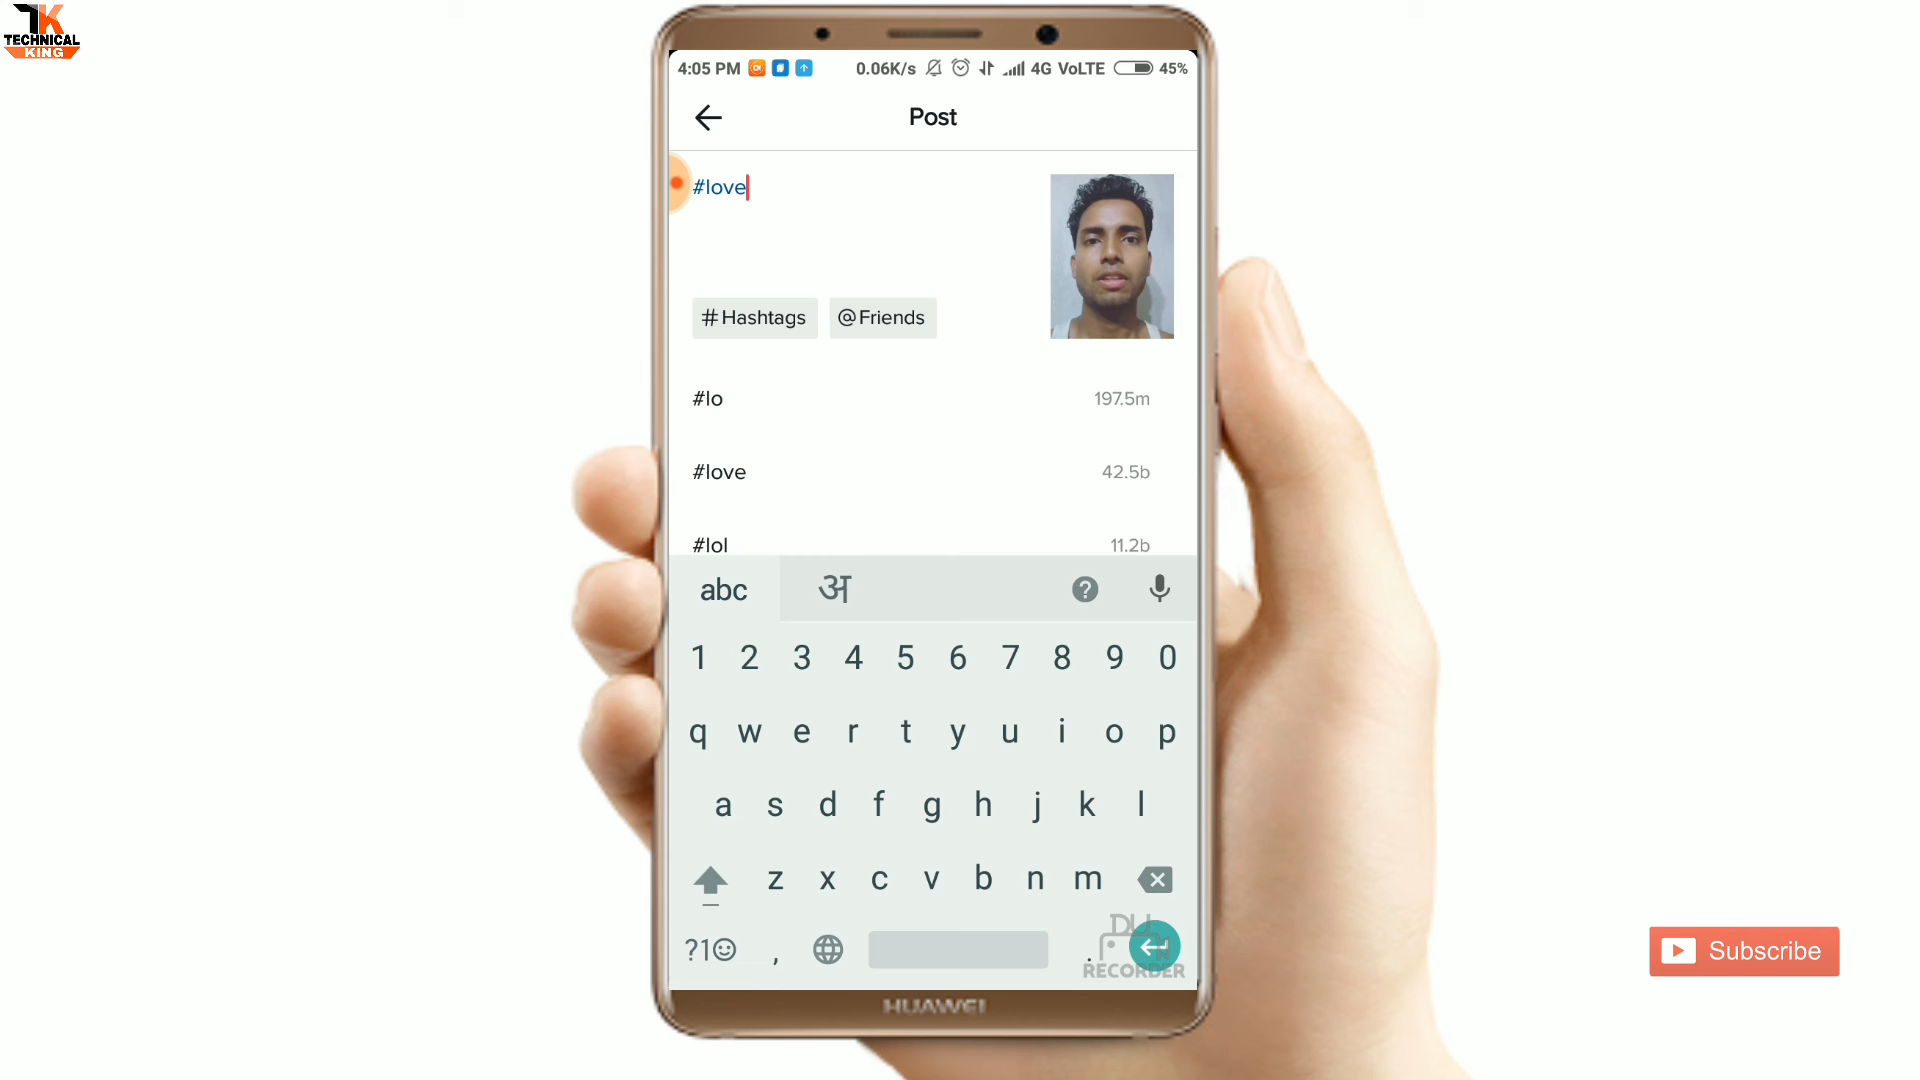 TK
TECHNICAL
KING
4:05 PM 0.06K/s 4G VoLTE 45%
Post
#love
#Hashtags @Friends
#lo 197.5m
#love 42.5b
#lol 11.2b
abc अ ?
1 2 3 4 5 6 7 8 9 0
q w e r t y u i o p
a s d f g h j k l
z x c v b n m
?1☺ , .
DU
RECORDER
HUAWEI
Subscribe